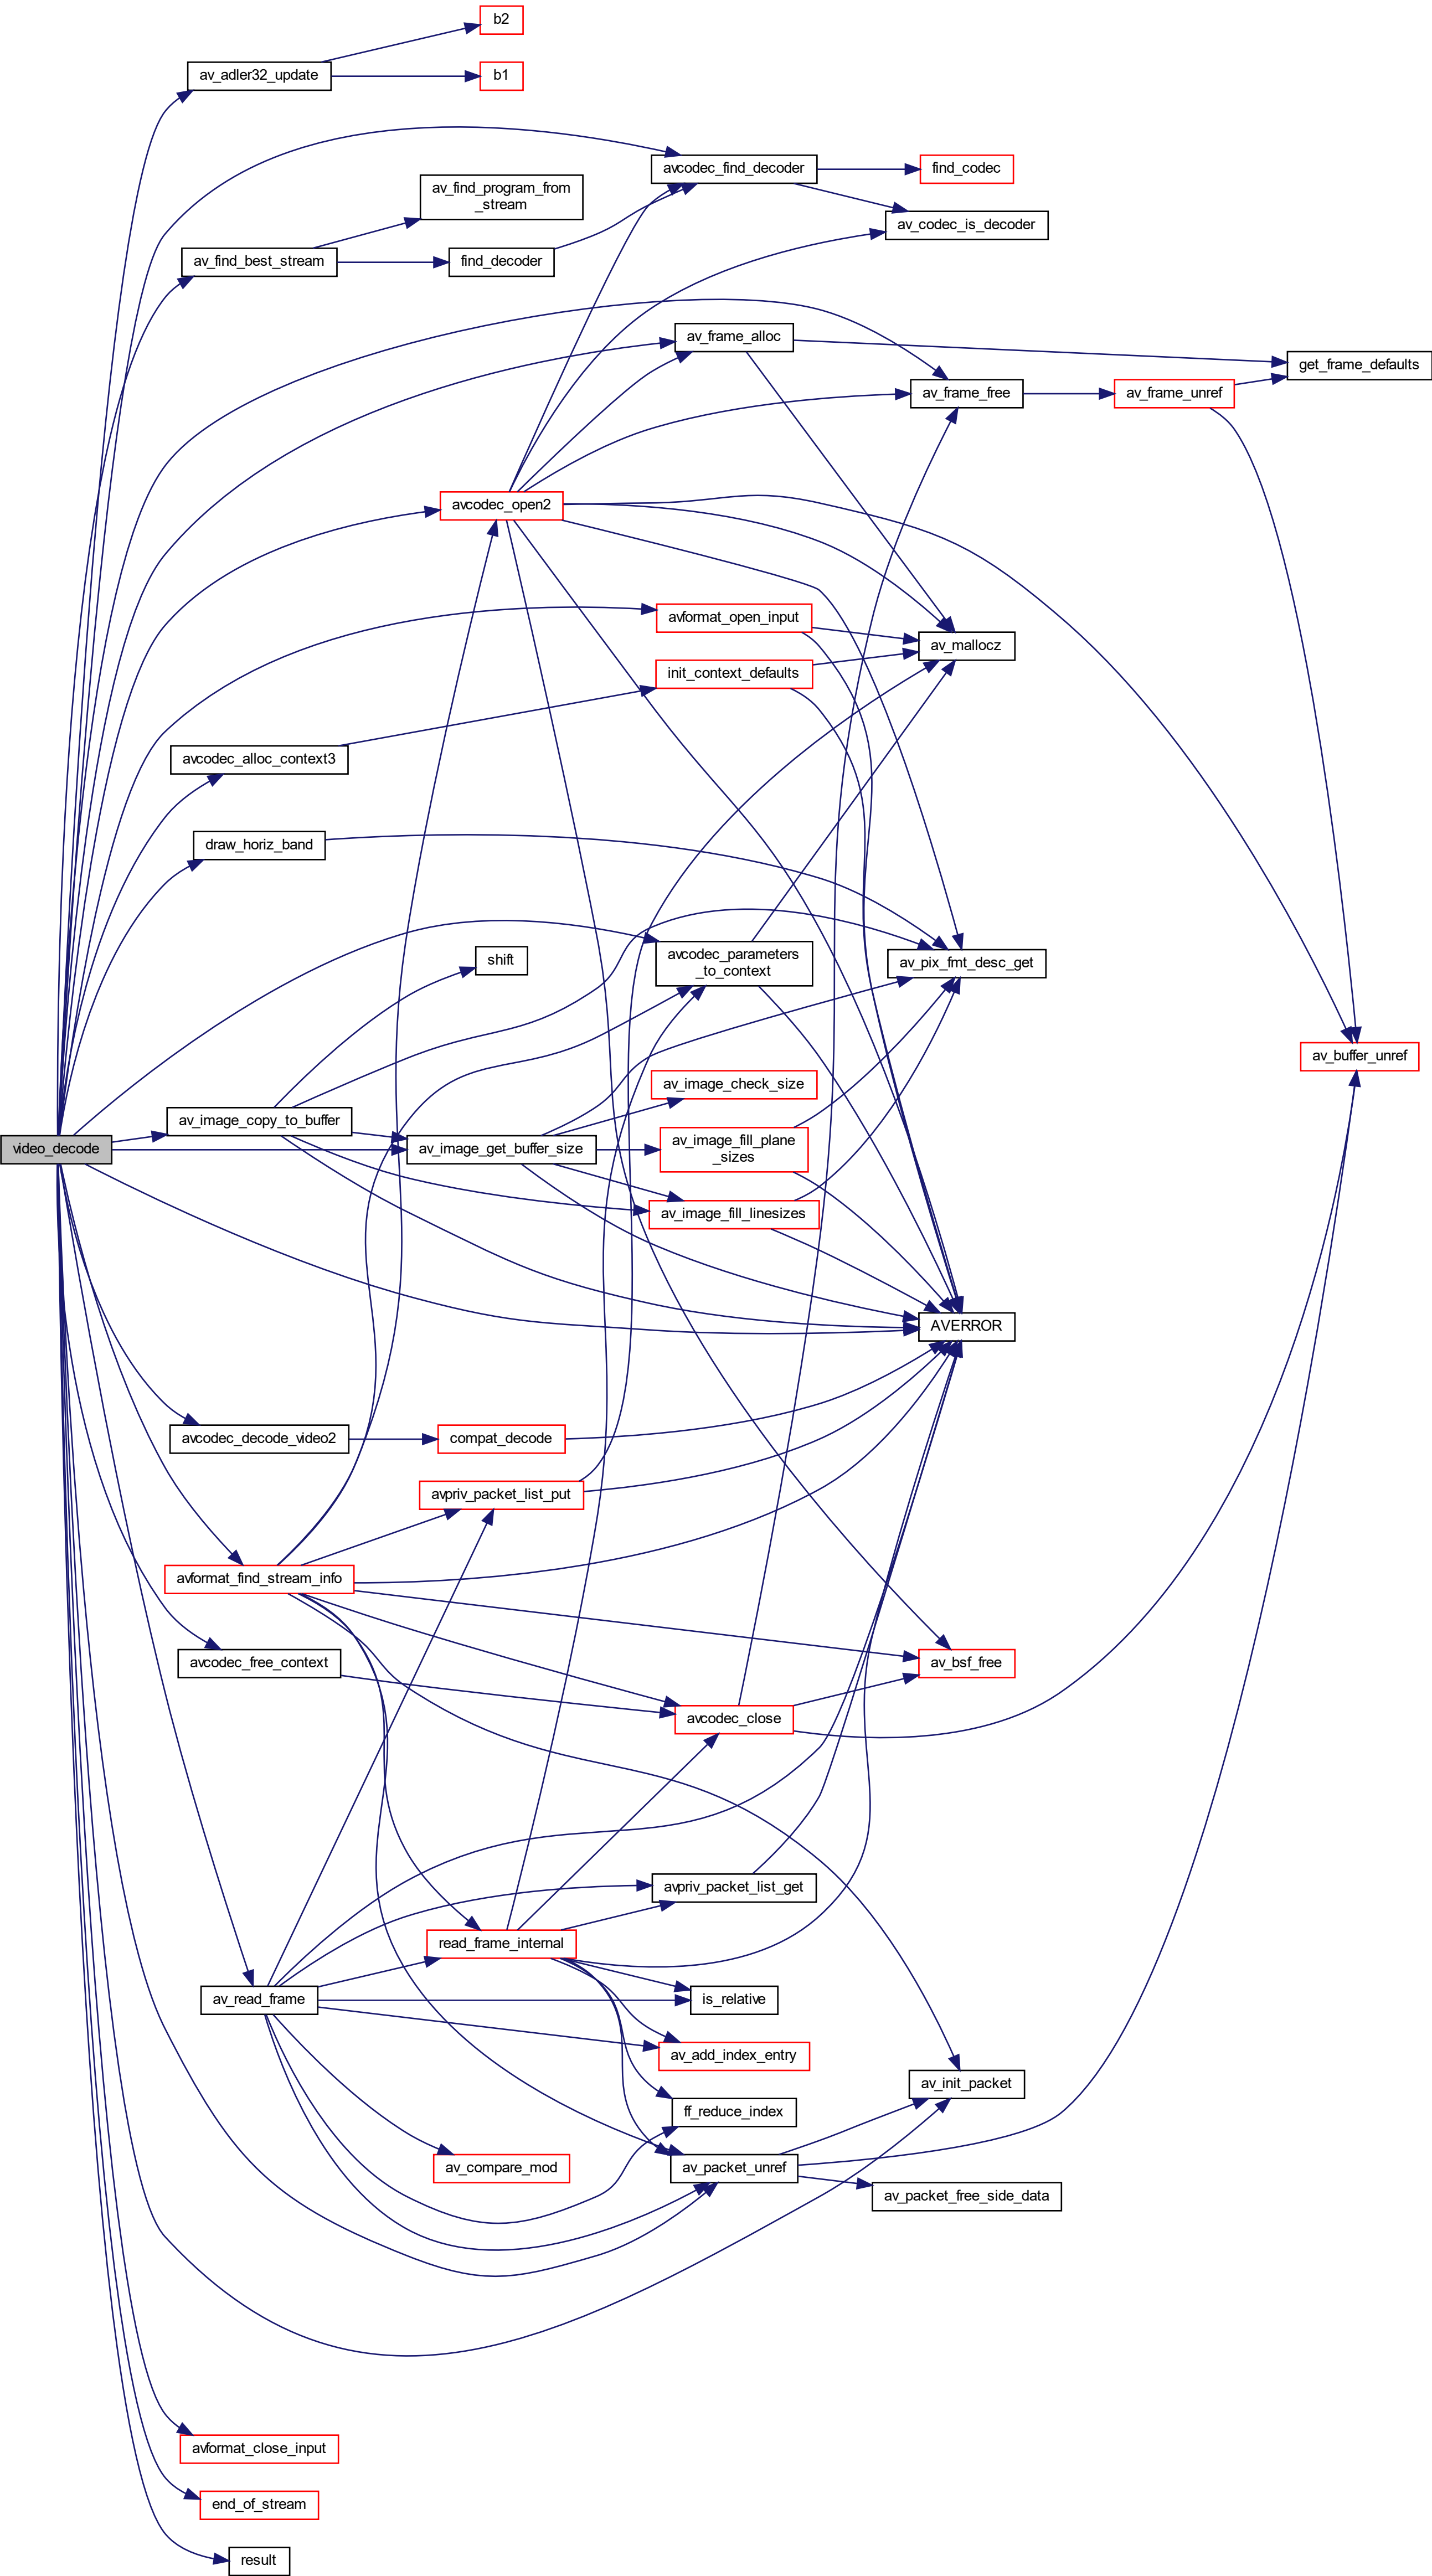 b2
av_adler32_update
b1
avcodec_find_decoder
find_codec
av_find_program_from
_stream
av_codec_is_decoder
av_find_best_stream
find_decoder
av_frame_alloc
get_frame_defaults
av_frame_free
av_frame_unref
avcodec_open2
avformat_open_input
av_mallocz
init_context_defaults
avcodec_alloc_context3
draw_horiz_band
shift
avcodec_parameters
_to_context
av_pix_fmt_desc_get
av_buffer_unref
av_image_check_size
av_image_copy_to_buffer
video_decode
av_image_get_buffer_size
av_image_fill_plane
_sizes
av_image_fill_linesizes
AVERROR
avcodec_decode_video2
compat_decode
avpriv_packet_list_put
avformat_find_stream_info
avcodec_free_context
av_bsf_free
avcodec_close
avpriv_packet_list_get
read_frame_internal
av_read_frame
is_relative
av_add_index_entry
av_init_packet
ff_reduce_index
av_compare_mod
av_packet_unref
av_packet_free_side_data
avformat_close_input
end_of_stream
result